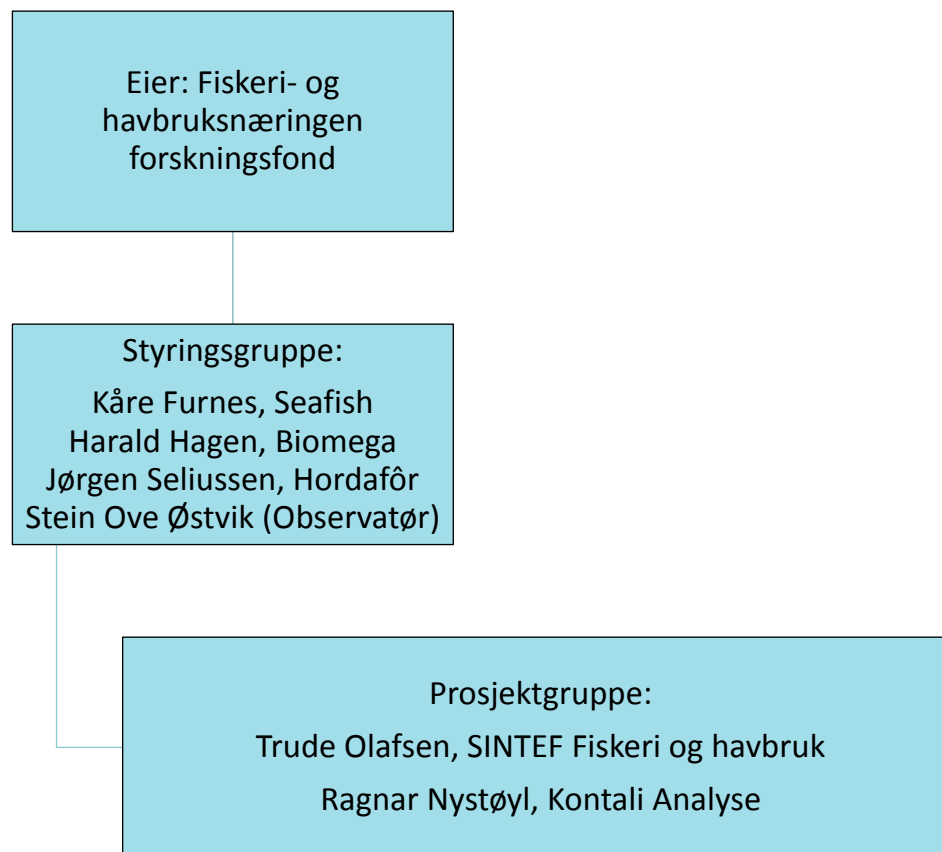 Eier: Fiskeri- og
havbruksnæringen
forskningsfond
Styringsgruppe:
Kåre Furnes, Seafish
Harald Hagen, Biomega
Jørgen Seliussen, Hordafôr
Stein Ove Østvik (Observatør)
Prosjektgruppe:
Trude Olafsen, SINTEF Fiskeri og havbruk
Ragnar Nystøyl, Kontali Analyse